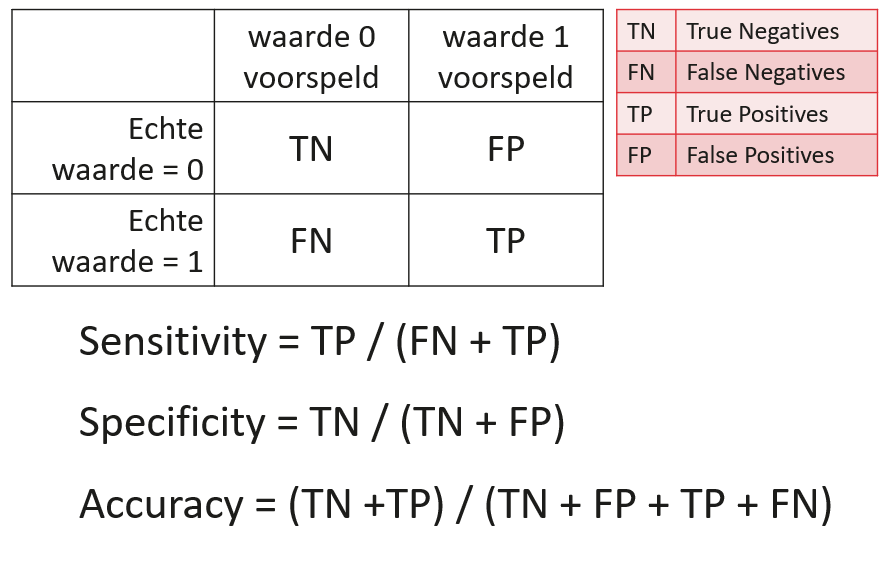 waarde 0 voorspeld
waarde 1 voorspeld
Echte waarde = 0
TN
FP
Echte waarde = 1
FN
TP
TN True Negatives
FN False Negatives
TP True Positives
FP False Positives
Sensitivity = TP / (FN + TP)
Specificity = TN / (TN + FP)
Accuracy = (TN +TP) / (TN + FP + TP + FN)